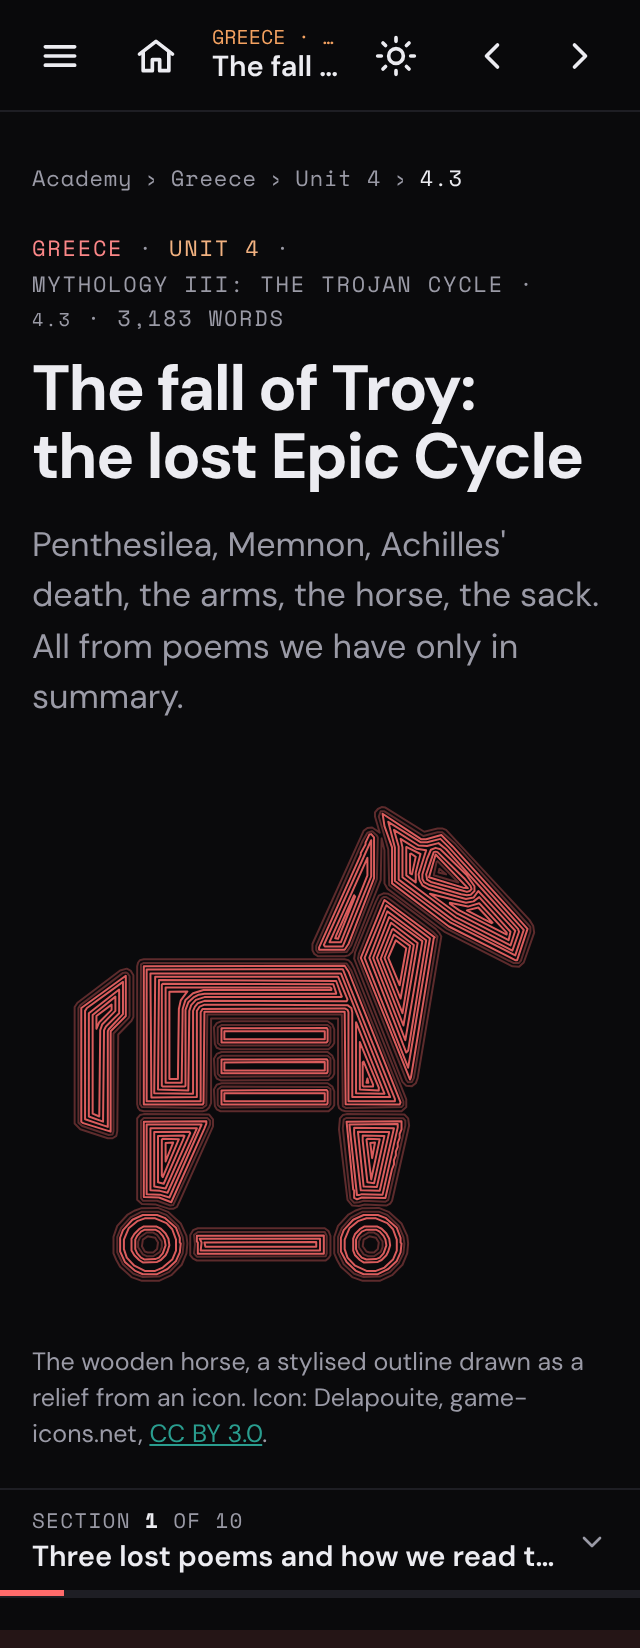 GREECE · …
The fall …
Academy › Greece › Unit 4 › 4.3
GREECE · UNIT 4 ·
MYTHOLOGY III: THE TROJAN CYCLE ·
4.3 · 3,183 WORDS
The fall of Troy:
the lost Epic Cycle
Penthesilea, Memnon, Achilles'
death, the arms, the horse, the sack.
All from poems we have only in
summary.
The wooden horse, a stylised outline drawn as a
relief from an icon. Icon: Delapouite, game-
icons.net, CC BY 3.0.
SECTION 1 OF 10
Three lost poems and how we read t…